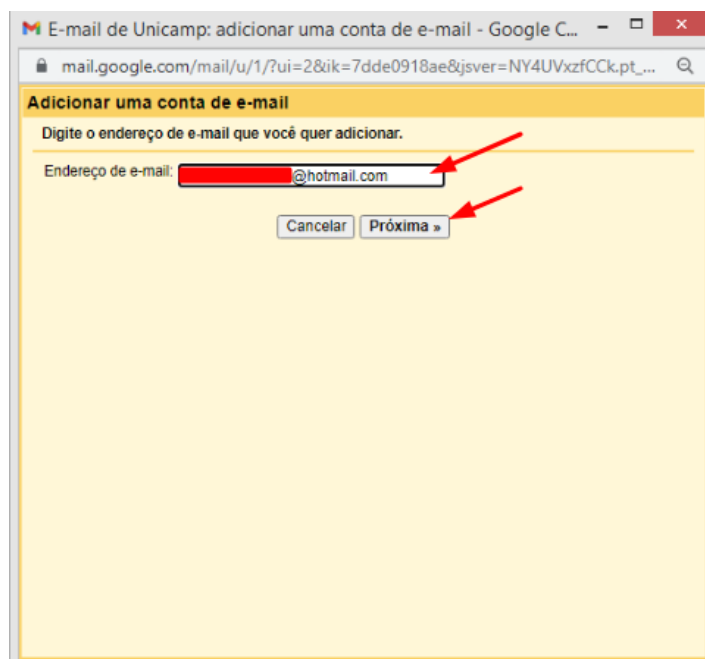 E-mail de Unicamp: adicionar uma conta de e-mail - Google C...
mail.google.com/mail/u/1/?ui=2&ik=7dde0918ae&jsver=NY4UVxzfCCk.pt_...
Adicionar uma conta de e-mail
Digite o endereço de e-mail que você quer adicionar.
Endereço de e-mail: @hotmail.com
Cancelar Próxima »